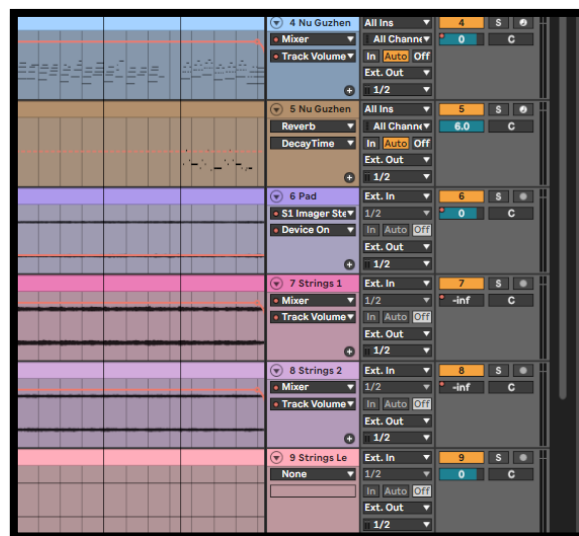 4 Nu Guzhen All Ins 4 S
Mixer All Channe 0 C
Track Volume In Auto Off
Ext. Out
1/2
5 Nu Guzhen All Ins 5 S
Reverb All Channe 6.0 C
DecayTime In Auto Off
Ext. Out
1/2
6 Pad Ext. In 6 S
S1 Imager Ste 1/2 0 C
Device On In Auto Off
Ext. Out
1/2
7 Strings 1 Ext. In 7 S
Mixer 1/2 -inf C
Track Volume In Auto Off
Ext. Out
1/2
8 Strings 2 Ext. In 8 S
Mixer 1/2 -inf C
Track Volume In Auto Off
Ext. Out
1/2
9 Strings Le Ext. In 9 S
None 1/2 0 C
In Auto Off
Ext. Out
1/2